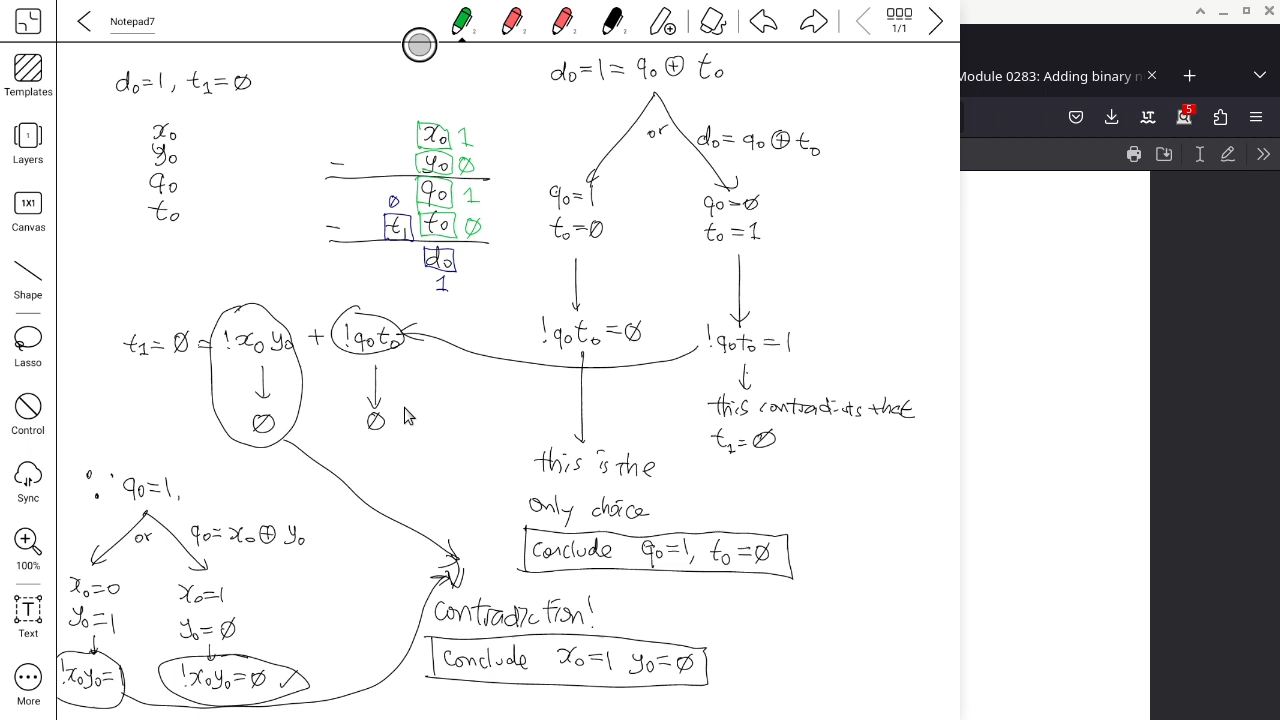 Notepad7
1/1
Module 0283: Adding binary n
5
Templates
Layers
1X1
Canvas
Shape
Lasso
Control
Sync
100%
Text
More
d₀=1, t₁=∅
x₀
y₀
q₀
t₀
x₀ 1
− y₀ ∅
q₀ 1
∅
− t₁ t₀ ∅
d₀
1
d₀=1= q₀ ⊕ t₀
or
d₀= q₀ ⊕ t₀
q₀=1
t₀=∅
q₀=∅
t₀=1
!q₀t₀=∅
!q₀t₀=1
this contradicts that
t₁=∅
t₁=∅= !x₀y₀ + !q₀t₀
∅
∅
this is the
only choice
conclude q₀=1, t₀=∅
∵ q₀=1,
or
q₀=x₀⊕y₀
x₀=0
y₀=1
x₀=1
y₀=∅
!x₀y₀=
!x₀y₀=∅ ✓
contradiction!
conclude x₀=1 y₀=∅